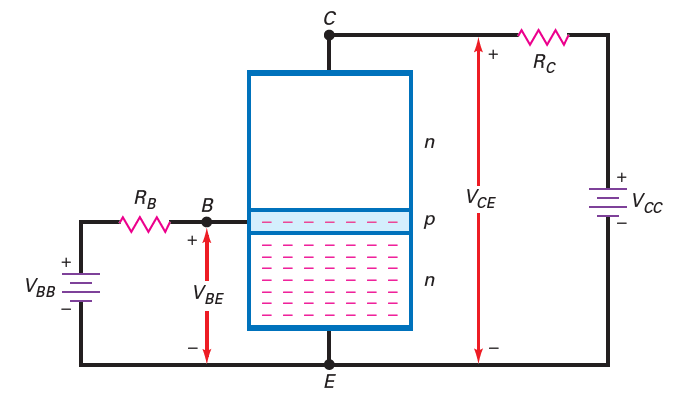 C
+
R_C
n
+
R_B
B
V_CE
V_CC
p
−
+
+
n
V_BB
V_BE
−
−
−
E